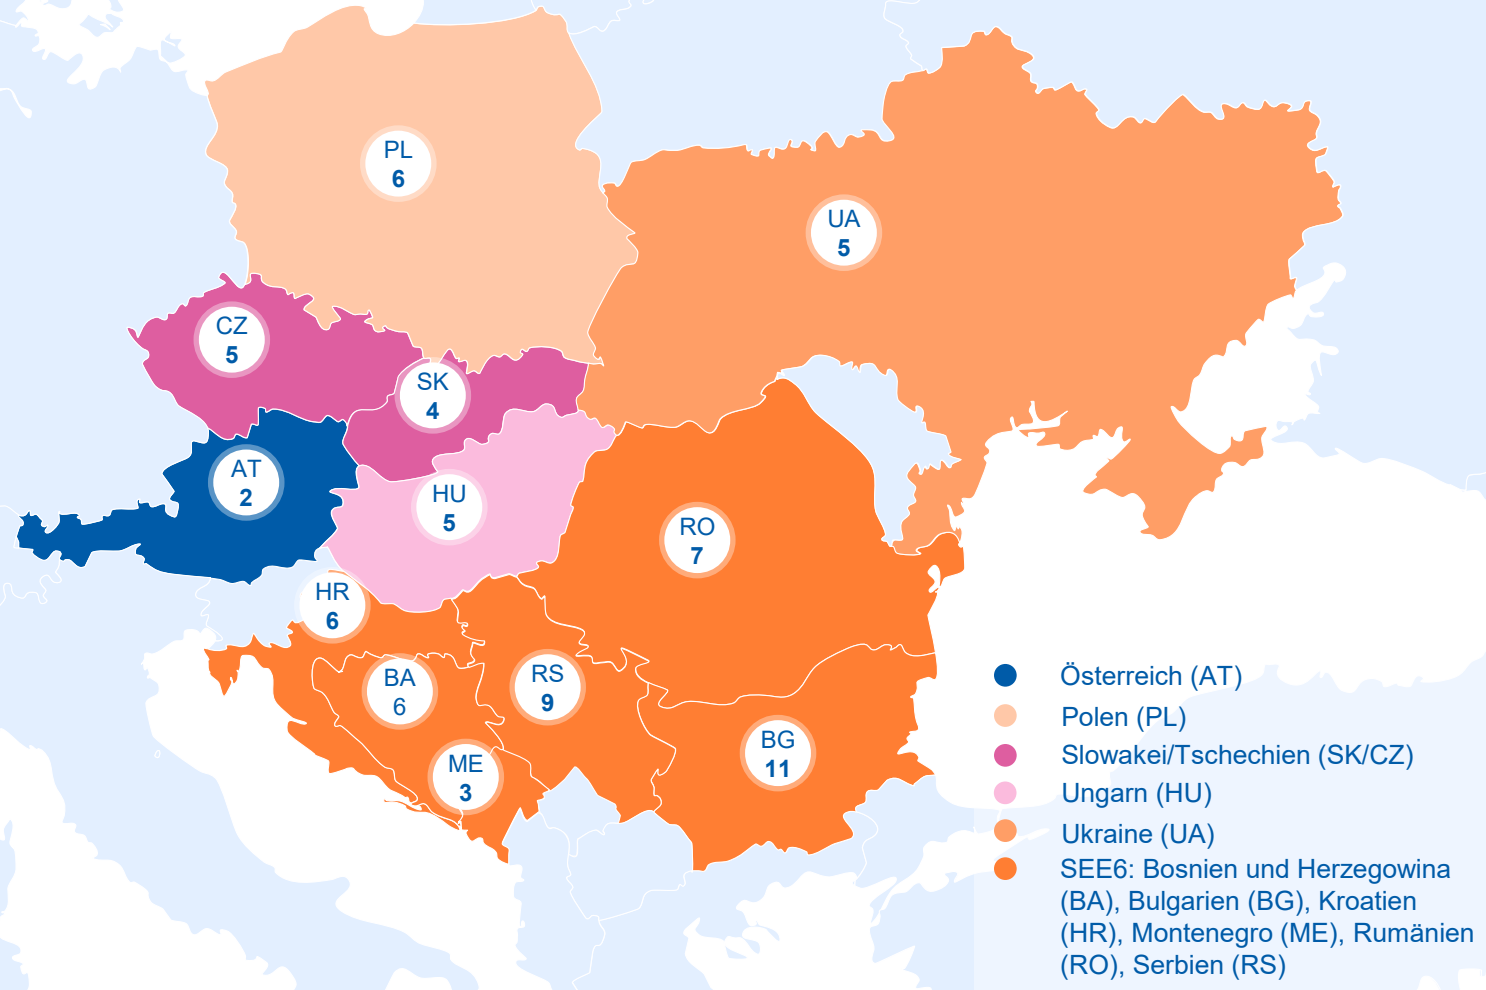 PL
6
UA
5
CZ
5
SK
4
AT
2
HU
5
RO
7
HR
6
BA
6
RS
9
ME
3
BG
11
Österreich (AT)
Polen (PL)
Slowakei/Tschechien (SK/CZ)
Ungarn (HU)
Ukraine (UA)
SEE6: Bosnien und Herzegowina
(BA), Bulgarien (BG), Kroatien
(HR), Montenegro (ME), Rumänien
(RO), Serbien (RS)